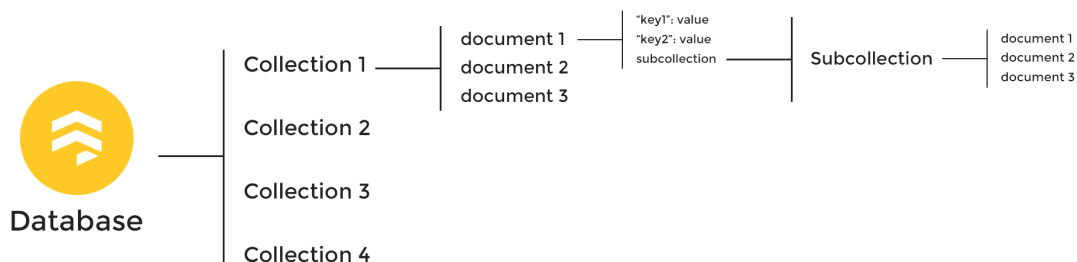 Database
Collection 1
Collection 2
Collection 3
Collection 4
document 1
document 2
document 3
“key1”: value
“key2”: value
subcollection
Subcollection
document 1
document 2
document 3